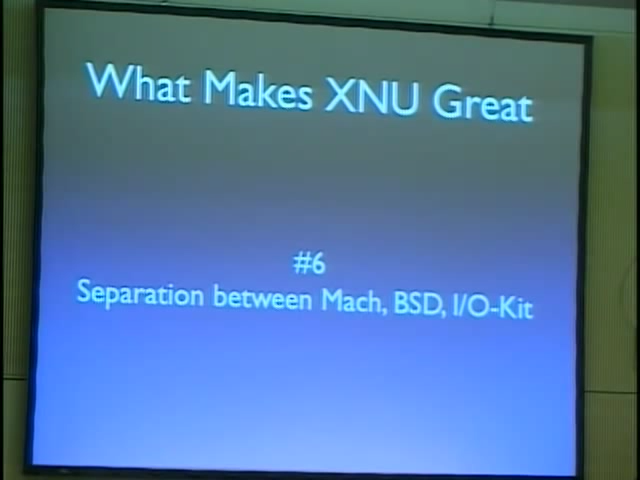 What Makes XNU Great
#6
Separation between Mach, BSD, I/O-Kit